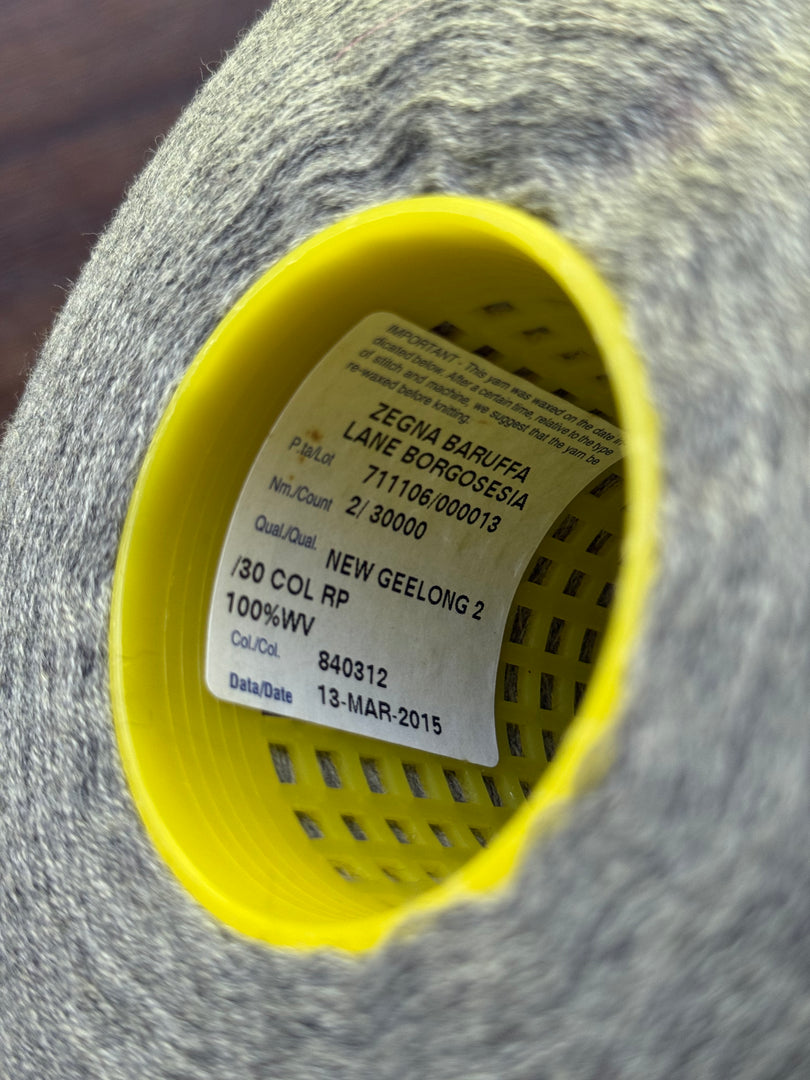 IMPORTANT - This yarn was waxed on the date in-
dicated below. After a certain time, relative to the type
of stitch and machine, we suggest that the yarn be
re-waxed before knitting.
ZEGNA BARUFFA
LANE BORGOSESIA
P.ta/Lot 711106/000013
Nm./Count 2/30000
Qual./Qual. NEW GEELONG 2
/30 COL RP
100%WV
Col./Col. 840312
Data/Date 13-MAR-2015